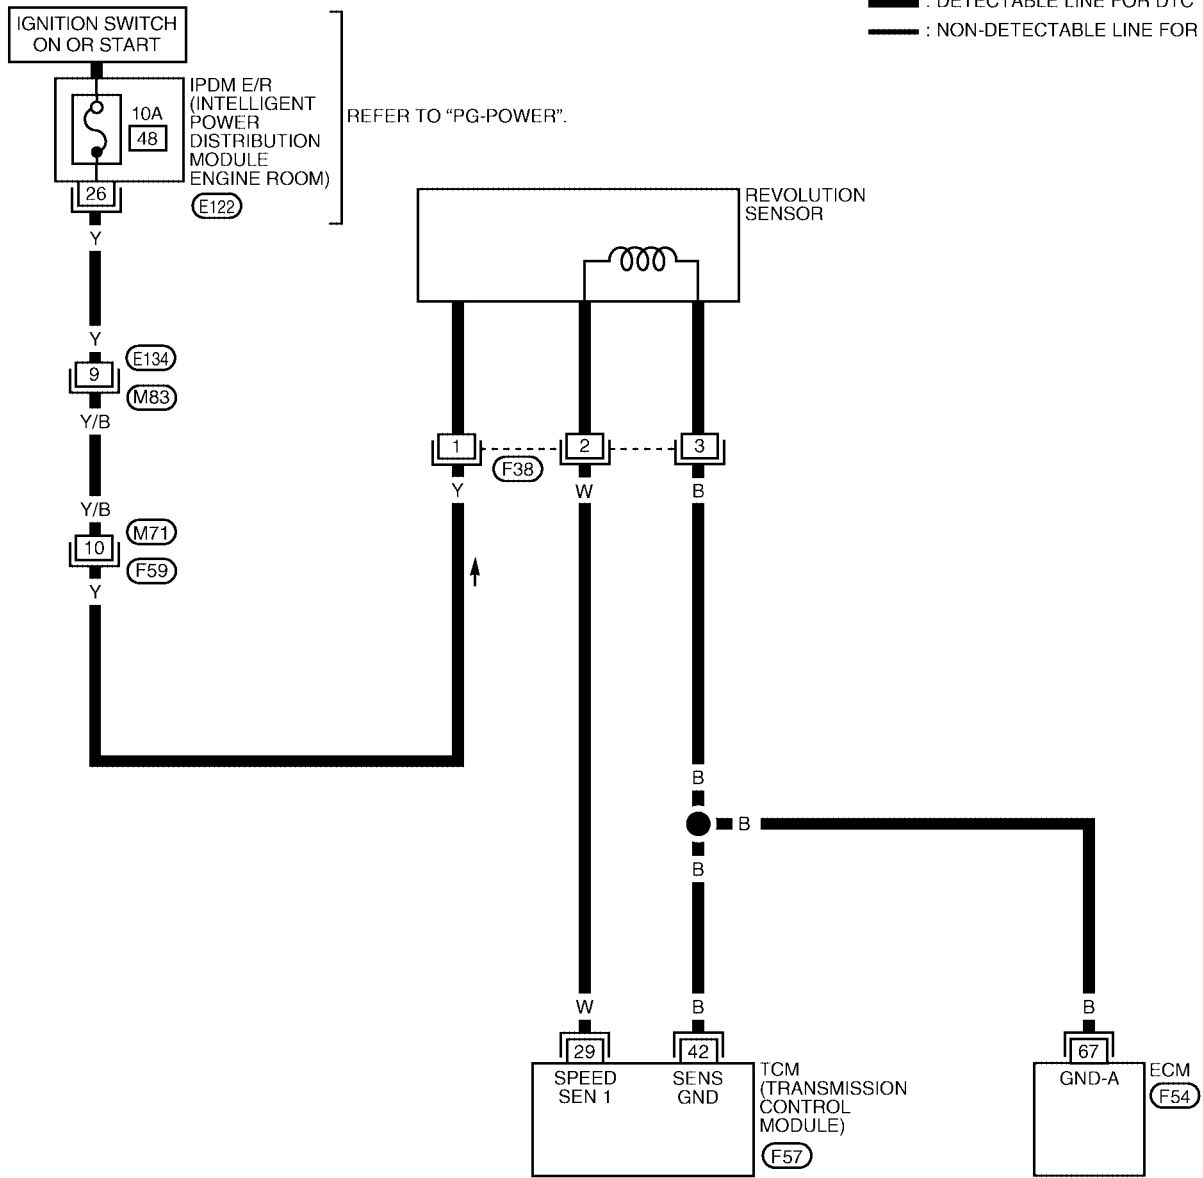 : DETECTABLE LINE FOR DTC
: NON-DETECTABLE LINE FOR
IGNITION SWITCH
ON OR START
IPDM E/R
(INTELLIGENT
POWER
DISTRIBUTION
MODULE
ENGINE ROOM)
10A
48
26
E122
REFER TO “PG-POWER”.
REVOLUTION
SENSOR
Y
Y
9
E134
M83
Y/B
Y/B
10
M71
F59
Y
1
2
3
F38
Y
W
B
B
B
B
W
B
B
29
42
67
SPEED
SEN 1
SENS
GND
TCM
(TRANSMISSION
CONTROL
MODULE)
F57
GND-A
ECM
F54